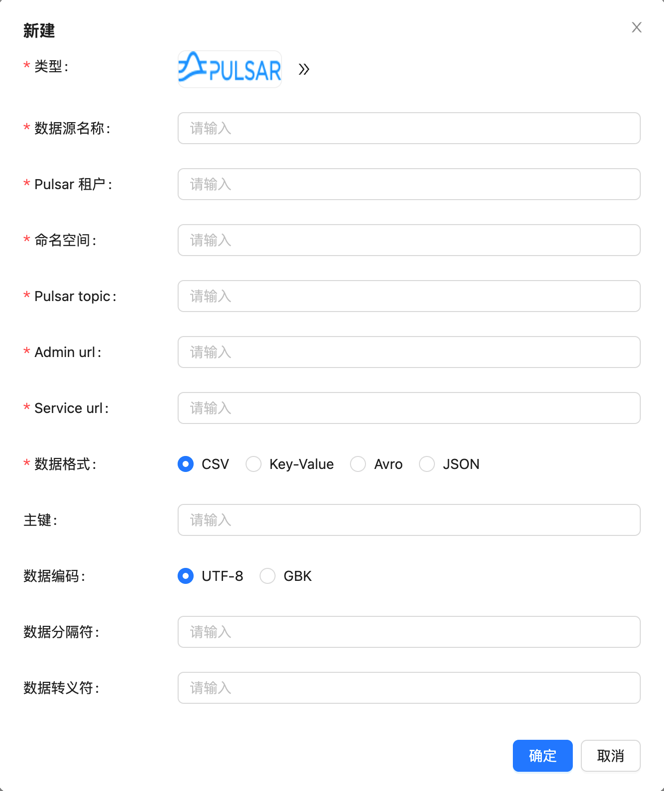 新建
* 类型:
PULSAR
* 数据源名称: 请输入
* Pulsar 租户: 请输入
* 命名空间: 请输入
* Pulsar topic: 请输入
* Admin url: 请输入
* Service url: 请输入
* 数据格式: CSV Key-Value Avro JSON
主键: 请输入
数据编码: UTF-8 GBK
数据分隔符: 请输入
数据转义符: 请输入
确定 取消